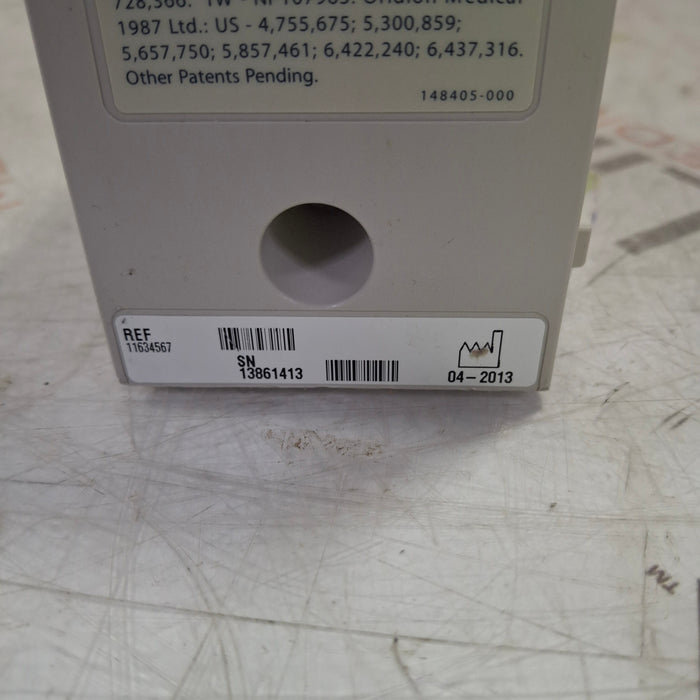 1987 Ltd.: US - 4,755,675; 5,300,859;
5,657,750; 5,857,461; 6,422,240; 6,437,316.
Other Patents Pending.
148405-000
REF
11634567
SN
13861413
04-2013
TM